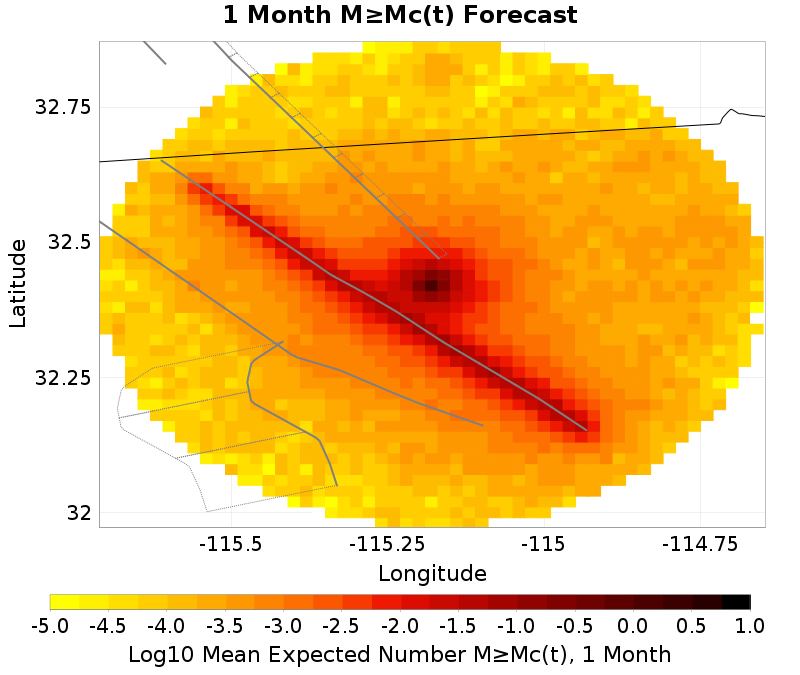 1 Month M≥Mc(t) Forecast
Latitude
32.75
32.5
32.25
32
-115.5 -115.25 -115 -114.75
Longitude
-5.0 -4.5 -4.0 -3.5 -3.0 -2.5 -2.0 -1.5 -1.0 -0.5 0.0 0.5 1.0
Log10 Mean Expected Number M≥Mc(t), 1 Month